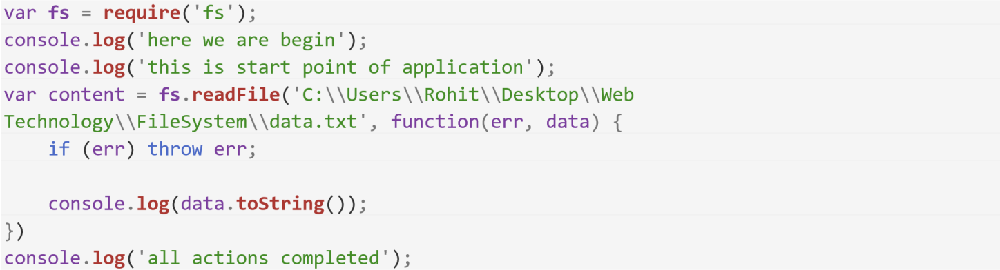 var fs = require('fs');
console.log('here we are begin');
console.log('this is start point of application');
var content = fs.readFile('C:\\Users\\Rohit\\Desktop\\Web
Technology\\FileSystem\\data.txt', function(err, data) {
    if (err) throw err;
    console.log(data.toString());
})
console.log('all actions completed');